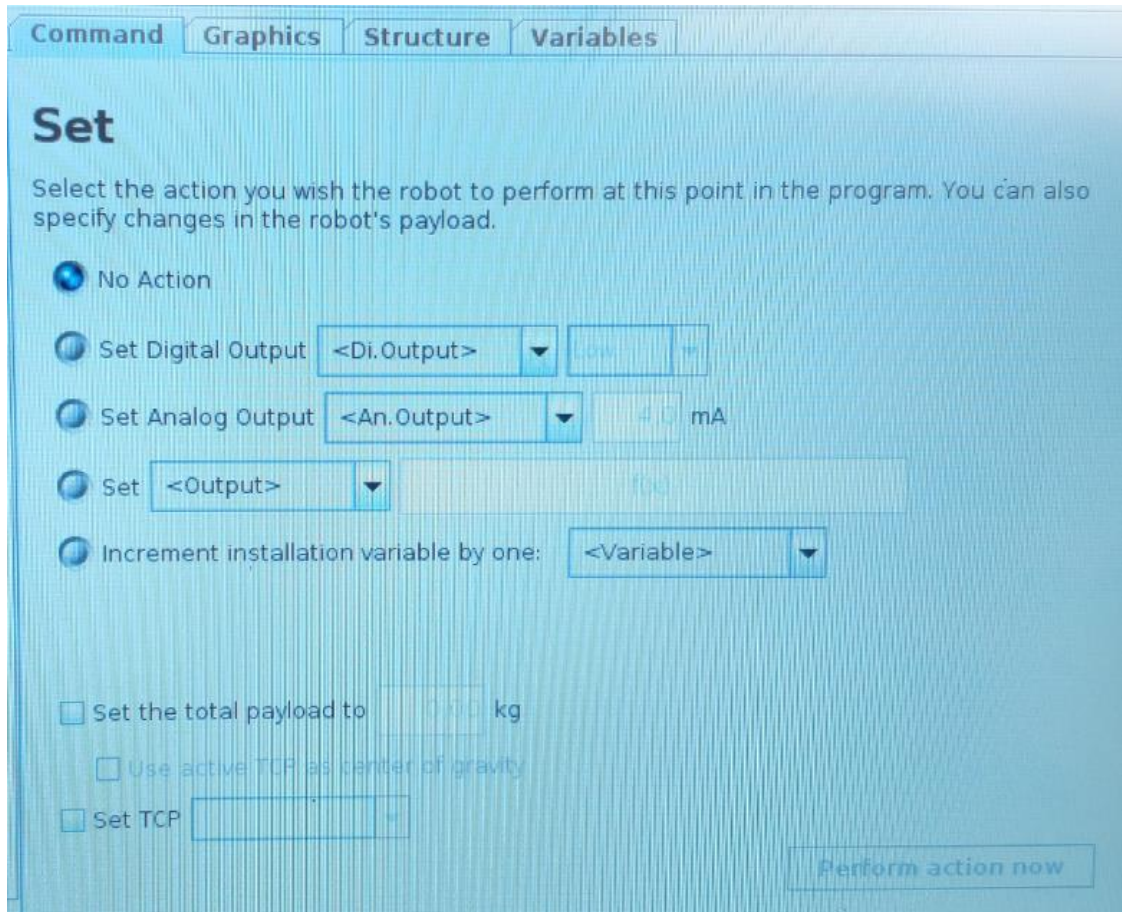 Command Graphics Structure Variables
Set
Select the action you wish the robot to perform at this point in the program. You can also
specify changes in the robot's payload.
No Action
Set Digital Output <Di.Output> Low
Set Analog Output <An.Output> 4.0 mA
Set <Output>
Increment installation variable by one: <Variable>
Set the total payload to kg
Use active TCP as center of gravity
Set TCP
Perform action now